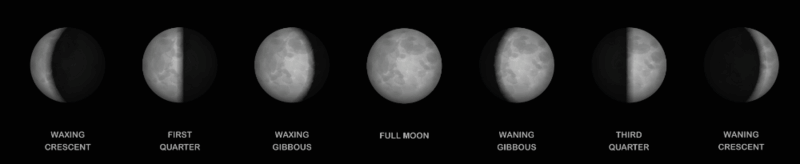 WAXING
CRESCENT
FIRST
QUARTER
WAXING
GIBBOUS
FULL MOON
WANING
GIBBOUS
THIRD
QUARTER
WANING
CRESCENT